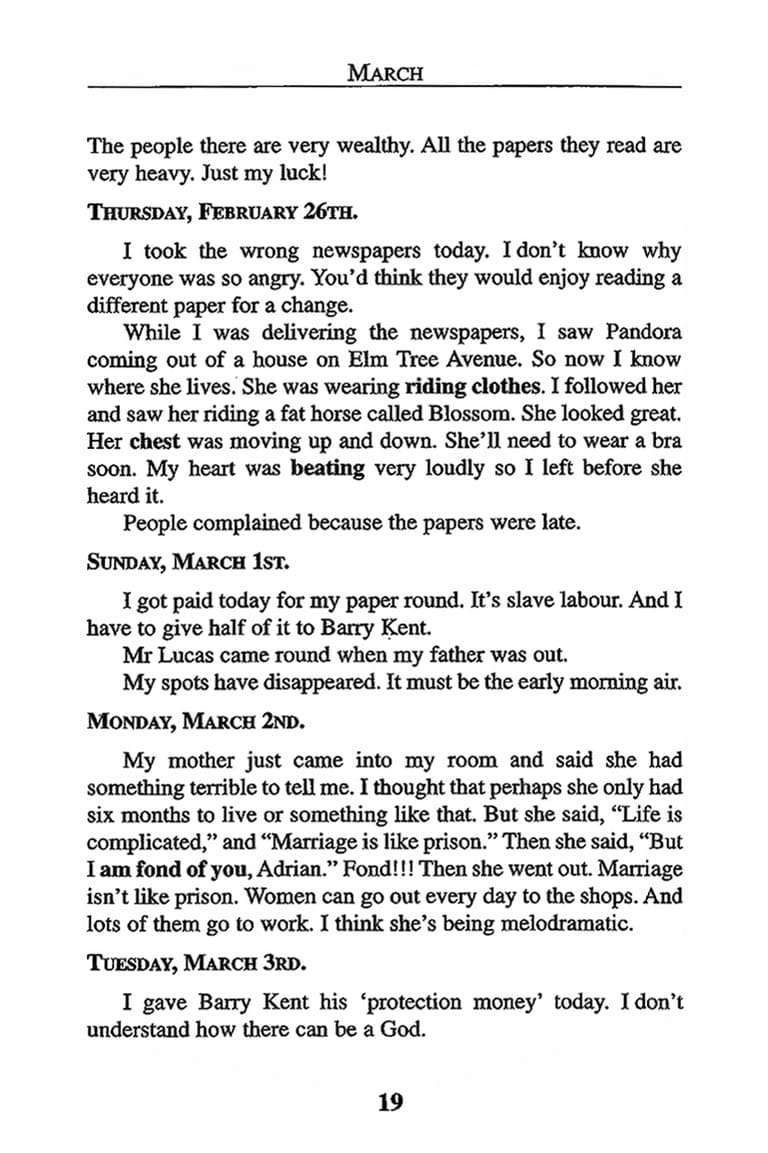 MARCH
The people there are very wealthy. All the papers they read are
very heavy. Just my luck!
THURSDAY, FEBRUARY 26TH.
I took the wrong newspapers today. I don't know why
everyone was so angry. You'd think they would enjoy reading a
different paper for a change.
While I was delivering the newspapers, I saw Pandora
coming out of a house on Elm Tree Avenue. So now I know
where she lives. She was wearing riding clothes. I followed her
and saw her riding a fat horse called Blossom. She looked great.
Her chest was moving up and down. She'll need to wear a bra
soon. My heart was beating very loudly so I left before she
heard it.
People complained because the papers were late.
SUNDAY, MARCH 1ST.
I got paid today for my paper round. It's slave labour. And I
have to give half of it to Barry Kent.
Mr Lucas came round when my father was out.
My spots have disappeared. It must be the early morning air.
MONDAY, MARCH 2ND.
My mother just came into my room and said she had
something terrible to tell me. I thought that perhaps she only had
six months to live or something like that. But she said, “Life is
complicated,” and “Marriage is like prison.” Then she said, “But
I am fond of you, Adrian.” Fond!!! Then she went out. Marriage
isn't like prison. Women can go out every day to the shops. And
lots of them go to work. I think she's being melodramatic.
TUESDAY, MARCH 3RD.
I gave Barry Kent his ‘protection money’ today. I don't
understand how there can be a God.
19